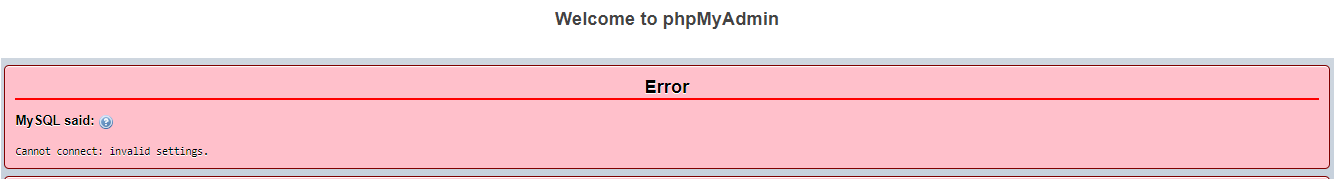 Welcome to phpMyAdmin
Error
MySQL said:
Cannot connect: invalid settings.